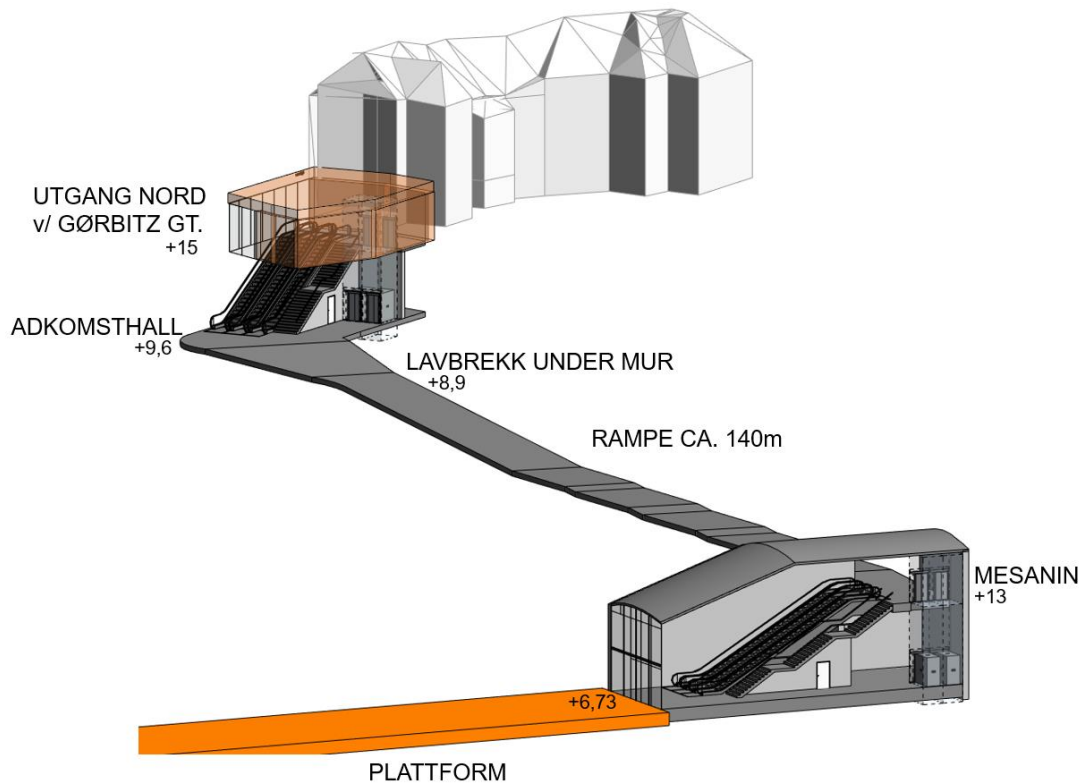 UTGANG NORD
v/ GØRBITZ GT.
+15
ADKOMSTHALL
+9,6
LAVBREKK UNDER MUR
+8,9
RAMPE CA. 140m
MESANIN
+13
+6,73
PLATTFORM